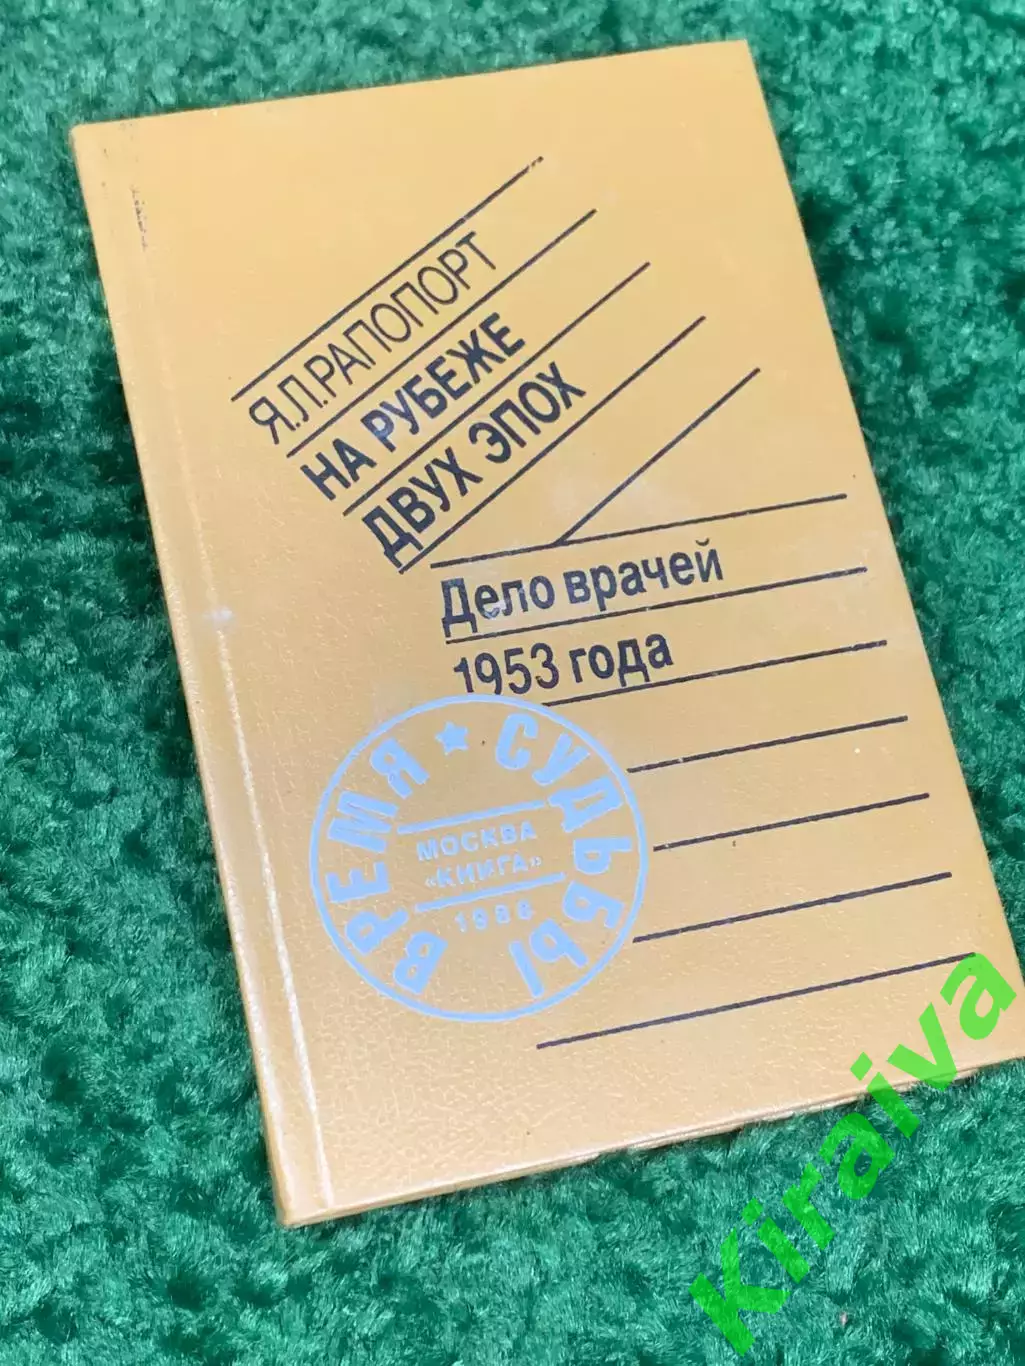 Я.Л.РАПОПОРТ
НА РУБЕЖЕ
ДВУХ ЭПОХ
Дело врачей
1953 года
ВРЕМЯ ★ СУДЬБЫ
МОСКВА
«КНИГА»
1988
Kiraiva